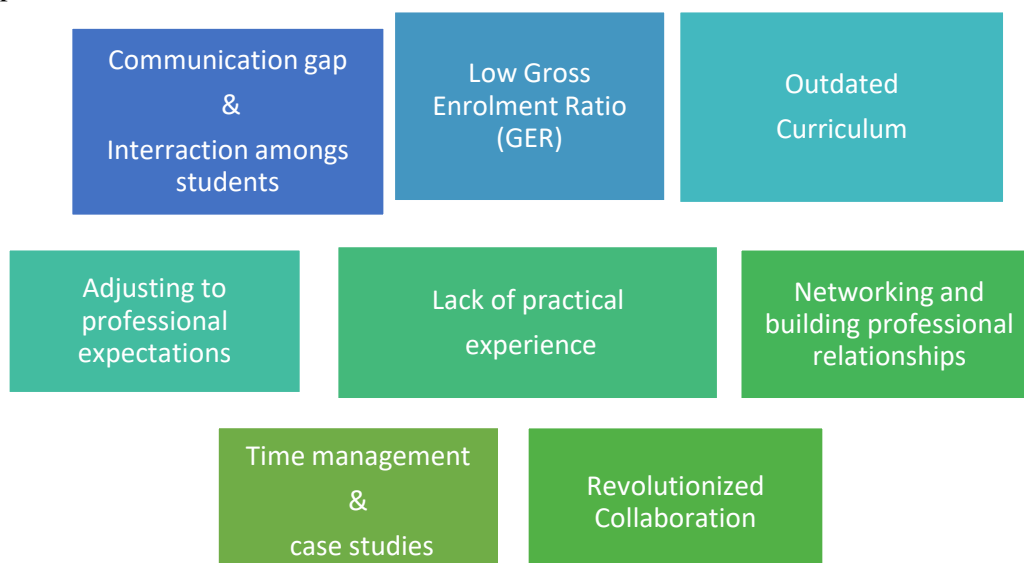 Communication gap
&
Interraction amongs
students
Low Gross
Enrolment Ratio
(GER)
Outdated
Curriculum
Adjusting to
professional
expectations
Lack of practical
experience
Networking and
building professional
relationships
Time management
&
case studies
Revolutionized
Collaboration